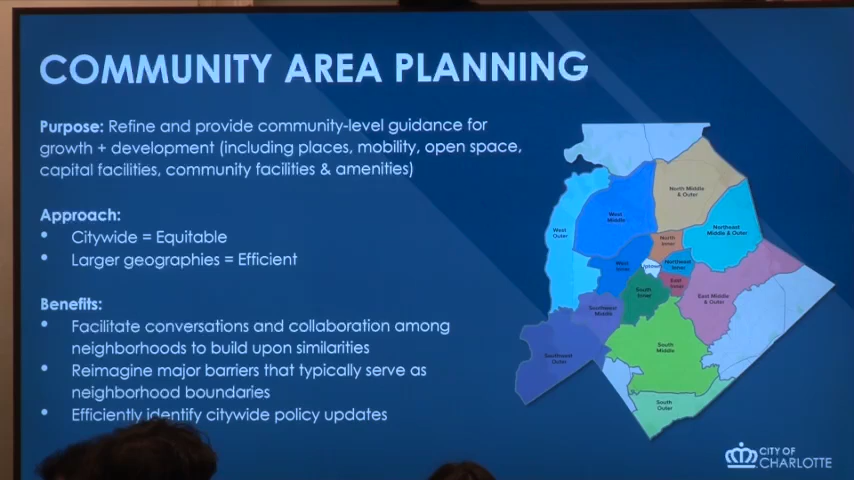 COMMUNITY AREA PLANNING
Purpose: Refine and provide community-level guidance for
growth + development (including places, mobility, open space,
capital facilities, community facilities & amenities)
Approach:
• Citywide = Equitable
• Larger geographies = Efficient
Benefits:
• Facilitate conversations and collaboration among
neighborhoods to build upon similarities
• Reimagine major barriers that typically serve as
neighborhood boundaries
• Efficiently identify citywide policy updates
North Middle
& Outer
West
Middle
Northeast
Middle & Outer
West
Outer
North
Inner
West
Inner
Uptown
Northeast
Inner
East
Inner
South
Inner
East Middle
& Outer
Southwest
Middle
South
Middle
Southwest
Outer
South
Outer
CITY OF
CHARLOTTE